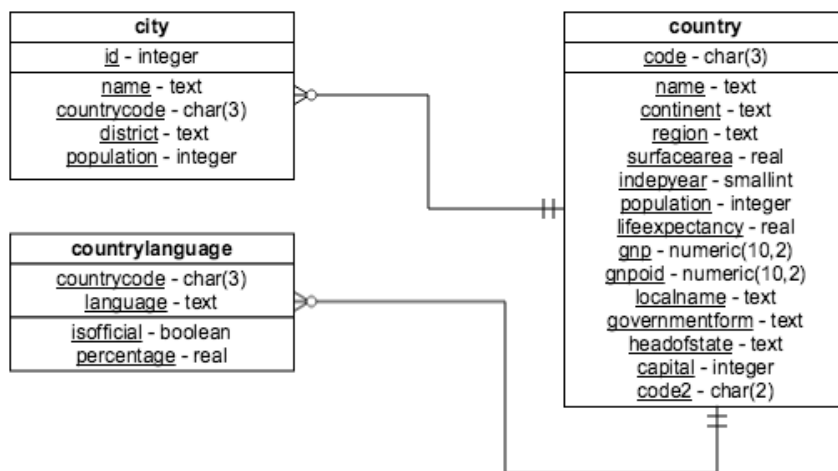 city
id - integer
name - text
countrycode - char(3)
district - text
population - integer
countrylanguage
countrycode - char(3)
language - text
isofficial - boolean
percentage - real
country
code - char(3)
name - text
continent - text
region - text
surfacearea - real
indepyear - smallint
population - integer
lifeexpectancy - real
gnp - numeric(10,2)
gnpoid - numeric(10,2)
localname - text
governmentform - text
headofstate - text
capital - integer
code2 - char(2)